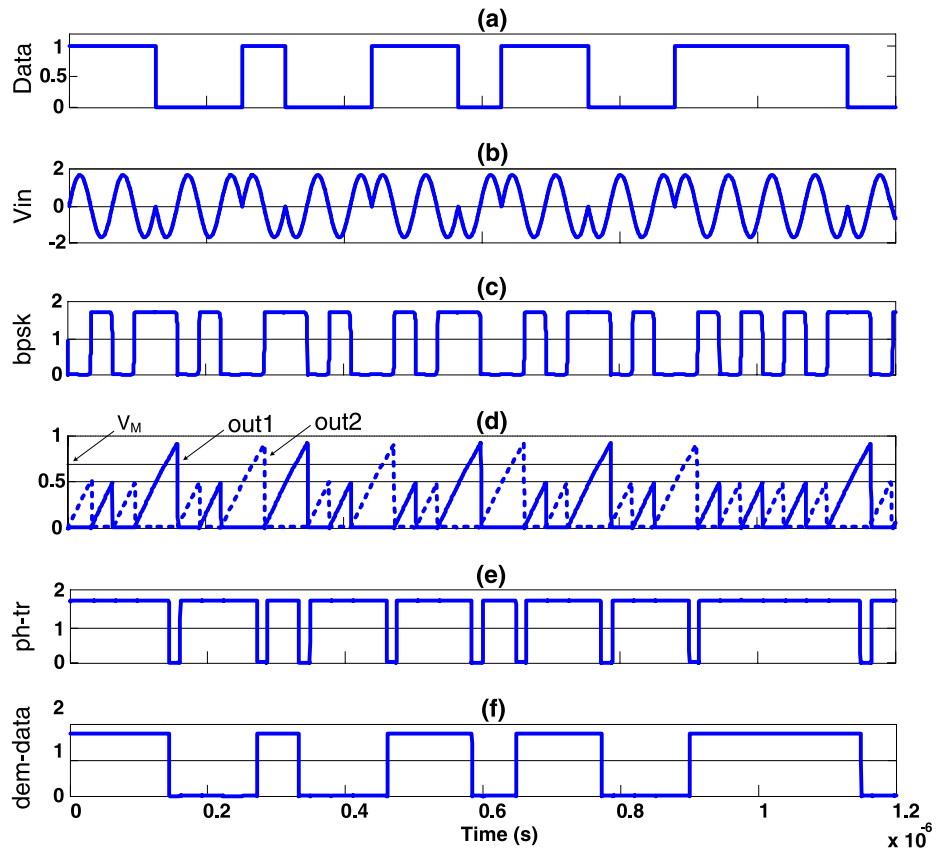 (a)
Data
1
0.5
0
(b)
Vin
2
0
-2
(c)
bpsk
2
1
0
(d)
V_M
out1
out2
1
0.5
0
(e)
ph-tr
2
1
0
(f)
dem-data
2
1
0
0 0.2 0.4 0.6 0.8 1 1.2
Time (s)
x 10^-6